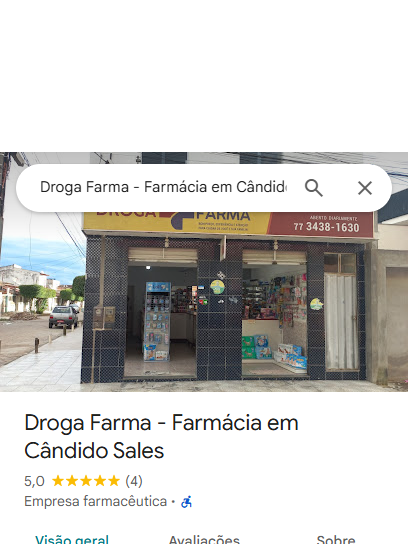 Droga Farma - Farmácia em Cândid
DROGA FARMA
ABERTO DIARIAMENTE
77 3438-1630
Droga Farma - Farmácia em
Cândido Sales
5,0 (4)
Empresa farmacêutica ·
Visão geral Avaliações Sobre